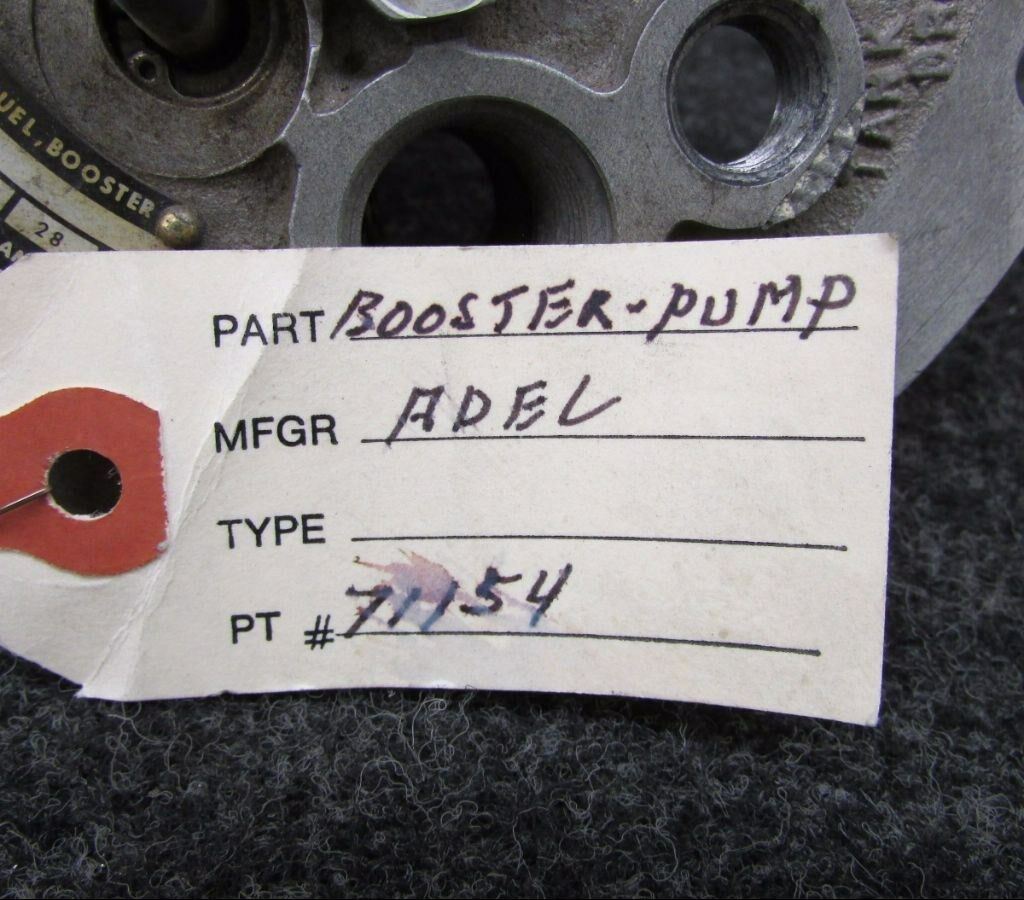 UEL, BOOSTER
28
PART BOOSTER-PUMP
MFGR ADEL
TYPE
PT # 71154